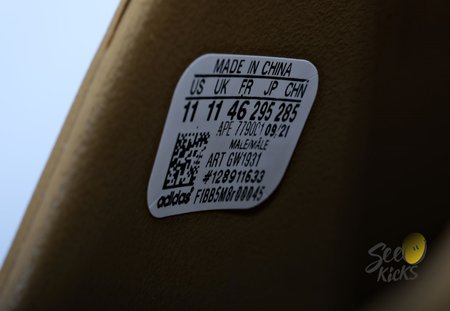 MADE IN CHINA
US UK FR JP CHN
11 11 46 295 285
APE 779001 09/21
MALE/MÂLE
ART GW1931
#128911633
adidas F1BB5M8r00045
See
KiCKS